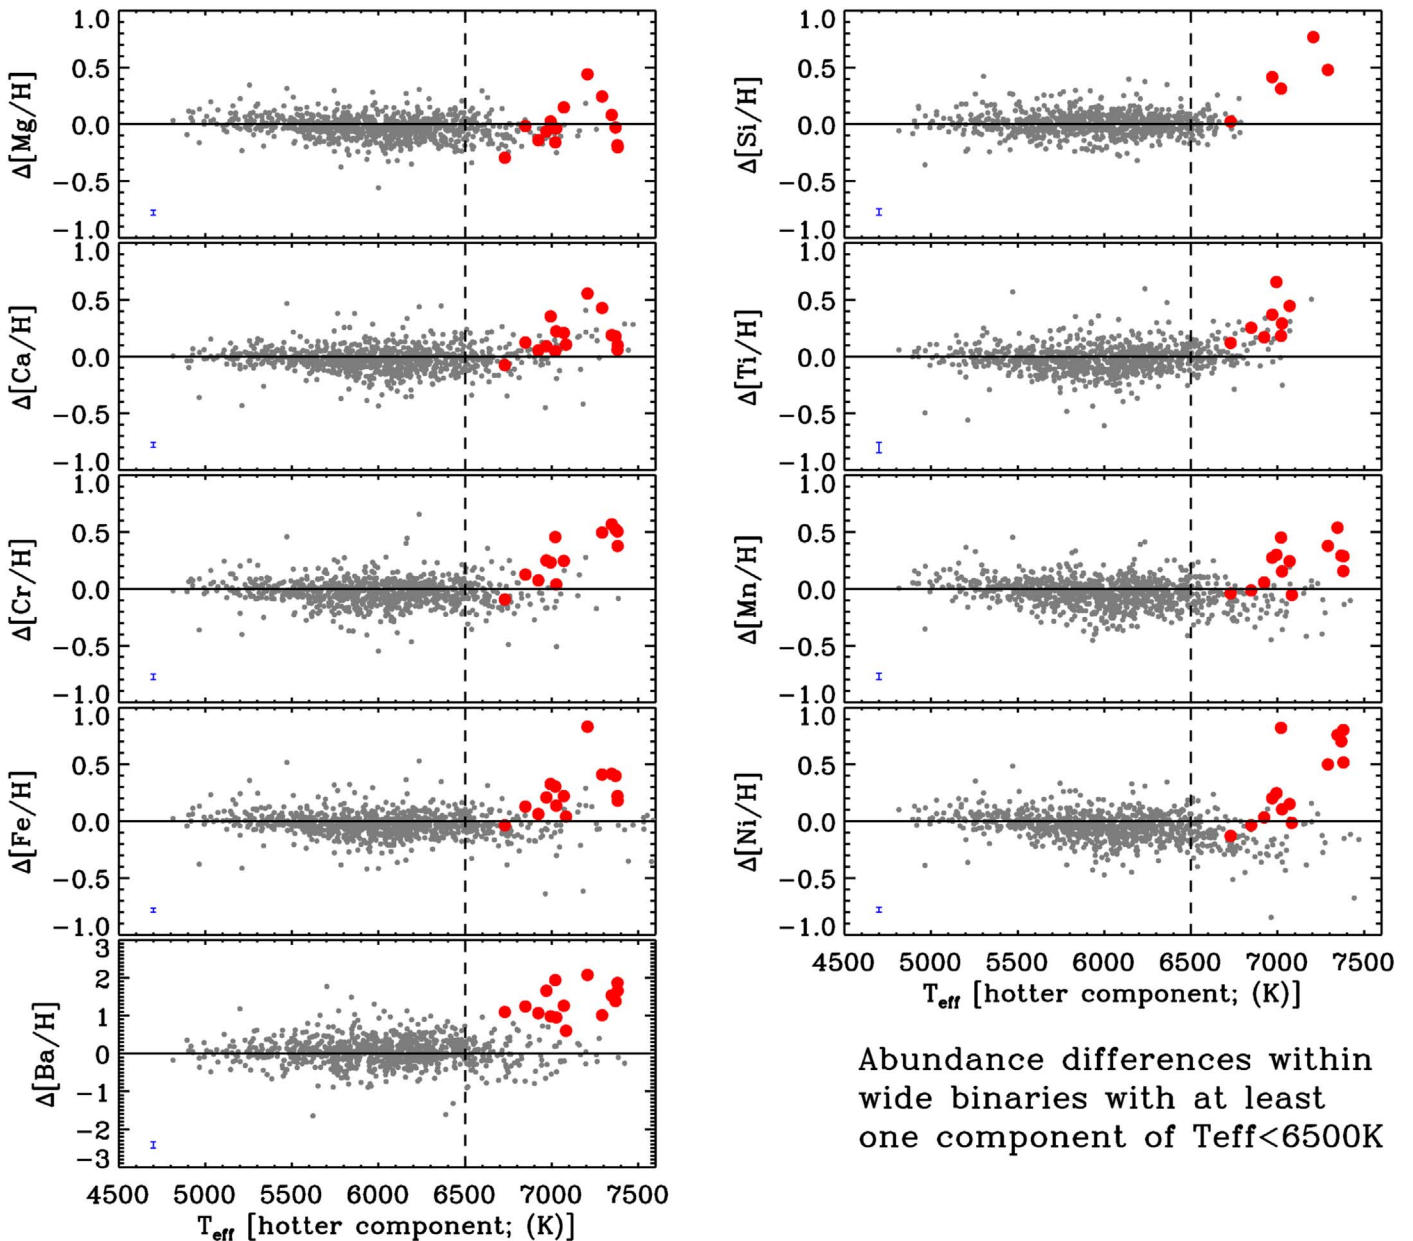 1.0
0.5
0.0
−0.5
−1.0
Δ[Mg/H]
1.0
0.5
0.0
−0.5
−1.0
Δ[Si/H]
1.0
0.5
0.0
−0.5
−1.0
Δ[Ca/H]
1.0
0.5
0.0
−0.5
−1.0
Δ[Ti/H]
1.0
0.5
0.0
−0.5
−1.0
Δ[Cr/H]
1.0
0.5
0.0
−0.5
−1.0
Δ[Mn/H]
1.0
0.5
0.0
−0.5
−1.0
Δ[Fe/H]
1.0
0.5
0.0
−0.5
−1.0
Δ[Ni/H]
4500 5000 5500 6000 6500 7000 7500
Teff [hotter component; (K)]
3
2
1
0
−1
−2
−3
Δ[Ba/H]
4500 5000 5500 6000 6500 7000 7500
Teff [hotter component; (K)]
Abundance differences within
wide binaries with at least
one component of Teff<6500K